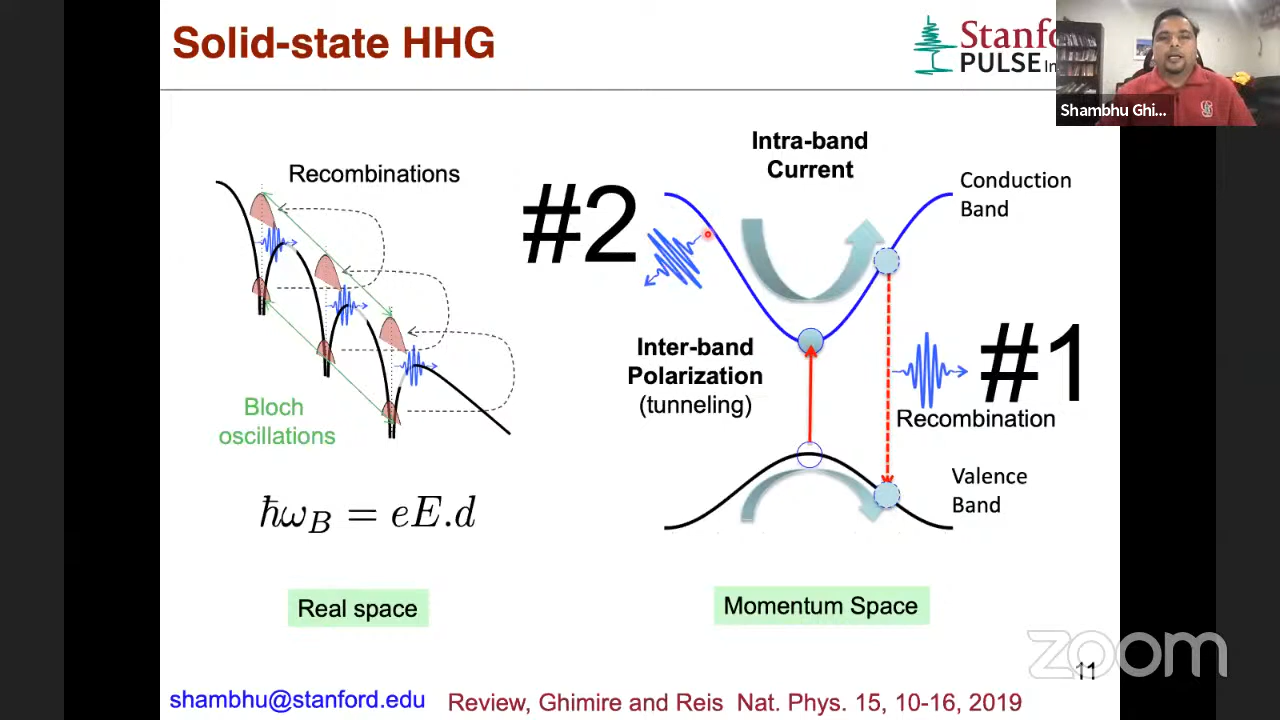 Solid-state HHG
Stanf
PULSE In
Shambhu Ghi...
Recombinations
Bloch
oscillations
ħω_B = eE.d
Real space
#2
Intra-band
Current
Conduction
Band
Inter-band
Polarization
(tunneling)
#1
Recombination
Valence
Band
Momentum Space
zoom
11
shambhu@stanford.edu
Review, Ghimire and Reis Nat. Phys. 15, 10-16, 2019